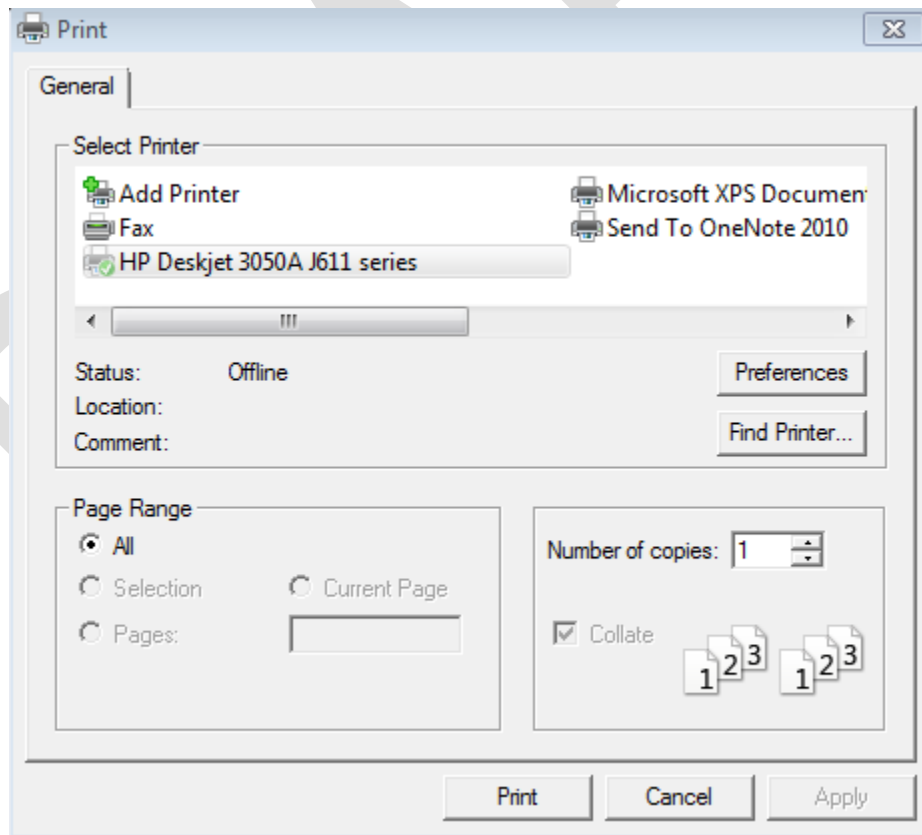 Print
General
Select Printer
Add Printer
Microsoft XPS Documen
Fax
Send To OneNote 2010
HP Deskjet 3050A J611 series
Status: Offline
Preferences
Location:
Comment:
Find Printer...
Page Range
All
Number of copies: 1
Selection
Current Page
Pages:
Collate
1 2 3 1 2 3
Print
Cancel
Apply